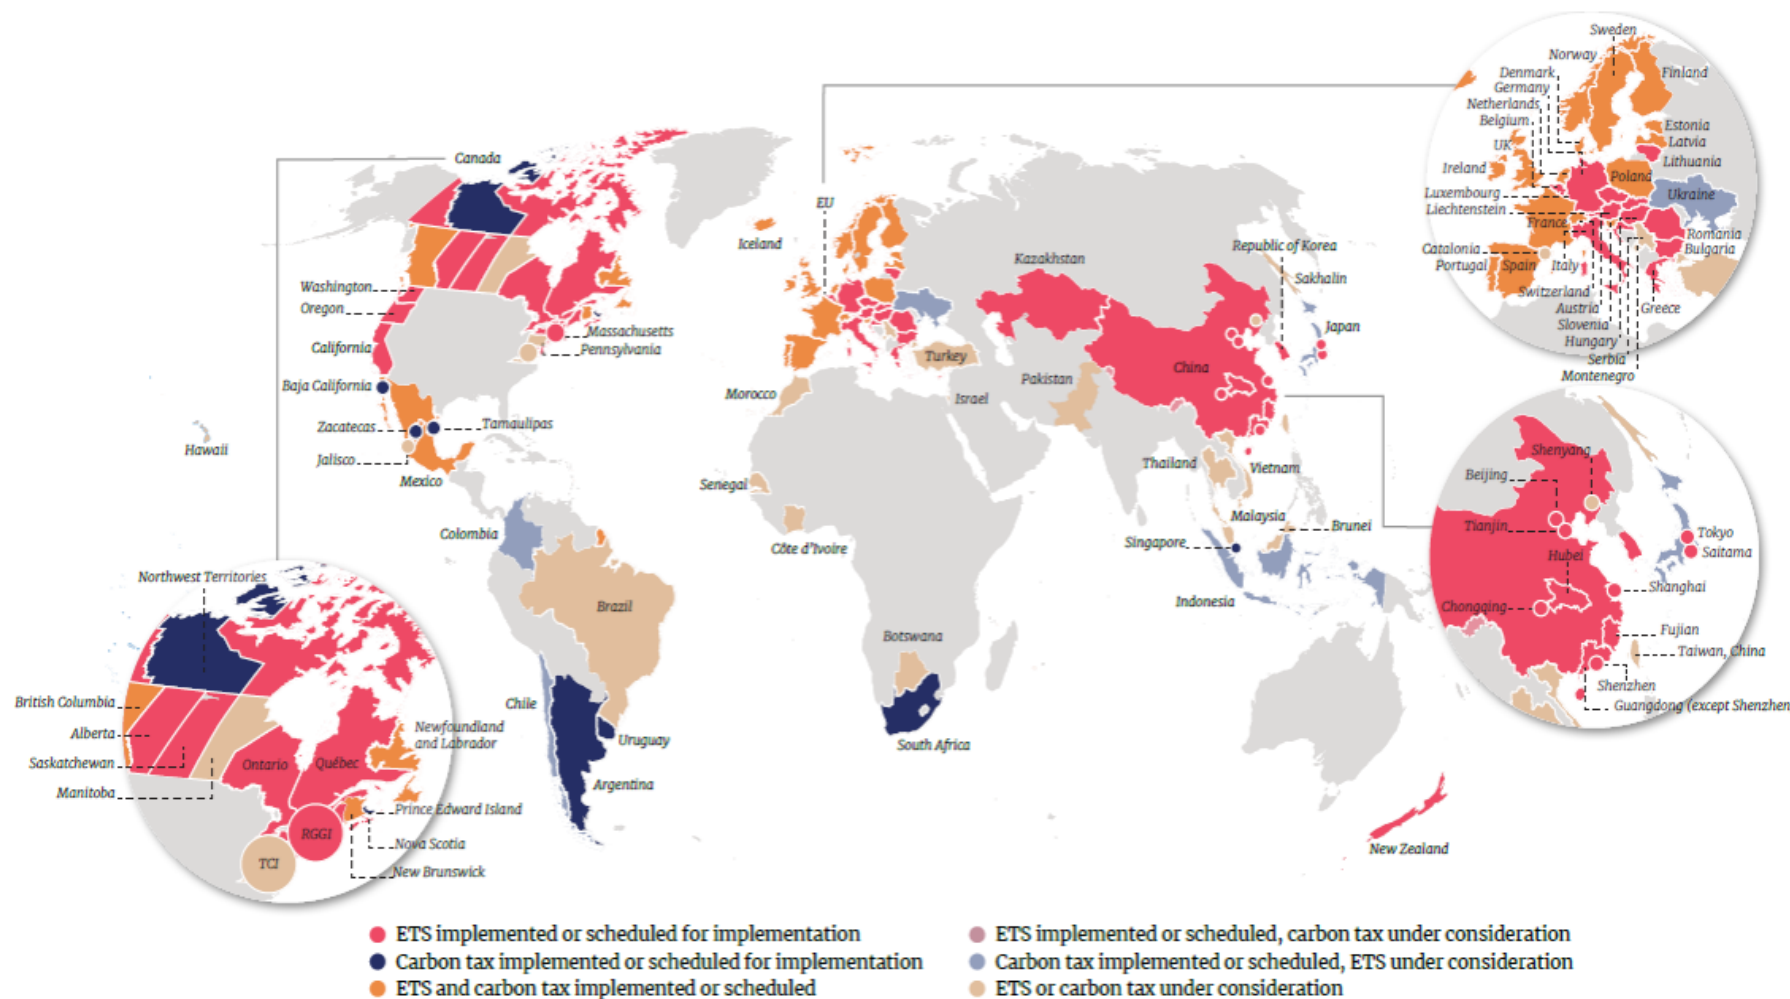 Sweden
Norway
Denmark
Finland
Germany
Netherlands
Belgium
Estonia
Latvia
UK
Lithuania
Ireland
Poland
Luxembourg
Ukraine
Liechtenstein
France
Romania
Catalonia
Bulgaria
Portugal
Spain
Italy
Switzerland
Austria
Greece
Slovenia
Hungary
Serbia
Montenegro
Canada
EU
Iceland
Kazakhstan
Republic of Korea
Sakhalin
Washington
Oregon
Massachusetts
Japan
California
Pennsylvania
Turkey
China
Baja California
Morocco
Pakistan
Israel
Zacatecas
Tamaulipas
Hawaii
Jalisco
Mexico
Senegal
Thailand
Vietnam
Colombia
Côte d'Ivoire
Malaysia
Brunei
Singapore
Indonesia
Brazil
Botswana
Chile
Uruguay
South Africa
Argentina
New Zealand
Shenyang
Beijing
Tianjin
Tokyo
Hubei
Saitama
Shanghai
Chongqing
Fujian
Taiwan, China
Shenzhen
Guangdong (except Shenzhen
Northwest Territories
British Columbia
Newfoundland
and Labrador
Alberta
Saskatchewan
Ontario
Québec
Manitoba
Prince Edward Island
RGGI
Nova Scotia
TCI
New Brunswick
ETS implemented or scheduled for implementation
Carbon tax implemented or scheduled for implementation
ETS and carbon tax implemented or scheduled
ETS implemented or scheduled, carbon tax under consideration
Carbon tax implemented or scheduled, ETS under consideration
ETS or carbon tax under consideration